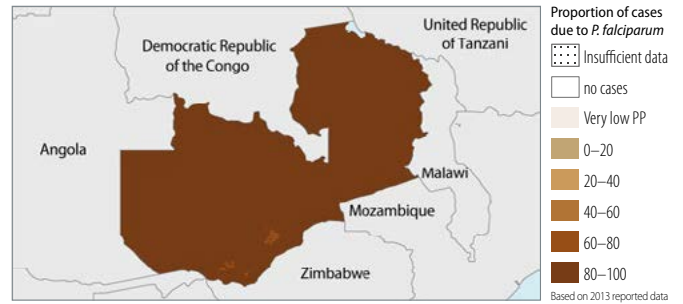 Democratic Republic
of the Congo
United Republic
of Tanzani
Angola
Malawi
Mozambique
Zimbabwe
Proportion of cases
due to P. falciparum
Insufficient data
no cases
Very low PP
0–20
20–40
40–60
60–80
80–100
Based on 2013 reported data